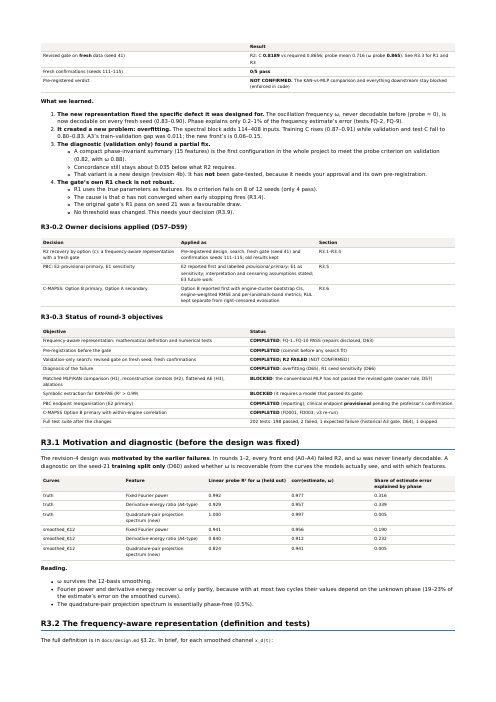 Result
Revised gate on fresh data (seed 41) R2: C 0.8189 vs required 0.8656; probe mean 0.716 (ω probe 0.865). See R3.3 for R1 and
R3
Fresh confirmations (seeds 111–115) 0/5 pass
Pre-registered verdict NOT CONFIRMED. The KAN-vs-MLP comparison and everything downstream stay blocked
(enforced in code)
What we learned.
1. The new representation fixed the specific defect it was designed for. The oscillation frequency ω, never decodable before (probe ≈ 0), is
now decodable on every fresh seed (0.83–0.90). Phase explains only 0.2–1% of the frequency estimate's error (tests FQ-2, FQ-9).
2. It created a new problem: overfitting. The spectral block adds 114–408 inputs. Training C rises (0.87–0.91) while validation and test C fall to
0.80–0.83. A3's train–validation gap was 0.011; the new front's is 0.06–0.15.
3. The diagnostic (validation only) found a partial fix.
A compact phase-invariant summary (15 features) is the first configuration in the whole project to meet the probe criterion on validation
(0.82, with ω 0.88).
Concordance still stays about 0.035 below what R2 requires.
That variant is a new design (revision 4b). It has not been gate-tested, because it needs your approval and its own pre-registration.
4. The gate's own R1 check is not robust.
R1 uses the true parameters as features. Its σ criterion fails on 8 of 12 seeds (only 4 pass).
The cause is that σ has not converged when early stopping fires (R3.4).
The original gate's R1 pass on seed 21 was a favourable draw.
No threshold was changed. This needs your decision (R3.9).
R3-0.2 Owner decisions applied (D57–D59)
Decision Applied as Section
R2 recovery by option (c): a frequency-aware representation Pre-registered design, search, fresh gate (seed 41) and R3.1–R3.4
with a fresh gate confirmation seeds 111–115; old results kept
PBC: E2 provisional primary, E1 sensitivity E2 reported first and labelled provisional primary; E1 as R3.5
sensitivity; interpretation and censoring assumptions stated;
E3 future work
C-MAPSS: Option B primary, Option A secondary Option B reported first with engine-cluster bootstrap CIs, R3.6
engine-weighted RMSE and per-landmark-band metrics; RUL
kept separate from right-censored evaluation
R3-0.3 Status of round-3 objectives
Objective Status
Frequency-aware representation: mathematical definition and numerical tests COMPLETED; FQ-1, FQ-10 PASS (repairs disclosed, D63)
Pre-registration before the gate COMPLETED (commit before any search fit)
Validation-only search; revised gate on fresh seed; fresh confirmations COMPLETED; R2 FAILED (NOT CONFIRMED)
Diagnosis of the failure COMPLETED: overfitting (D65), R1 seed sensitivity (D66)
Matched MLP/KAN comparison (H1), reconstruction controls (H2), flattened AE (H3), BLOCKED: the conventional MLP has not passed the revised gate (owner rule, D57)
ablations
Symbolic extraction for KAN-FAE (R² > 0.99) BLOCKED (it requires a model that passed its gate)
PBC endpoint reorganisation (E2 primary) COMPLETED (reporting); clinical endpoint provisional pending the professor's confirmation
C-MAPSS Option B primary with within-engine correlation COMPLETED (FD001, FD003; v3 re-run)
Full test suite after the changes 202 tests: 198 passed, 2 failed, 1 expected failure (historical A3 gate, D64), 1 skipped
R3.1 Motivation and diagnostic (before the design was fixed)
The revision-4 design was motivated by the earlier failures. In rounds 1–2, every front end (A0–A4) failed R2, and ω was never linearly decodable. A
diagnostic on the seed-21 training split only (D60) asked whether ω is recoverable from the curves the models actually see, and with which features.
Curves Feature Linear probe R² for ω (held out) corr(estimate, ω) Share of estimate error
explained by phase
truth Fixed Fourier power 0.992 0.977 0.316
truth Derivative-energy ratio (A4-type) 0.929 0.957 0.339
truth Quadrature-pair projection 1.000 0.997 0.005
spectrum (new)
smoothed_K12 Fixed Fourier power 0.941 0.956 0.190
smoothed_K12 Derivative-energy ratio (A4-type) 0.840 0.912 0.232
smoothed_K12 Quadrature-pair projection 0.824 0.941 0.005
spectrum (new)
Reading.
ω survives the 12-basis smoothing.
Fourier power and derivative energy recover ω only partly, because with at most two cycles their values depend on the unknown phase (19–23% of
the estimate's error on the smoothed curves).
The quadrature-pair projection spectrum is essentially phase-free (0.5%).
R3.2 The frequency-aware representation (definition and tests)
The full definition is in docs/design.md §3.2c. In brief, for each smoothed channel x_d(t):